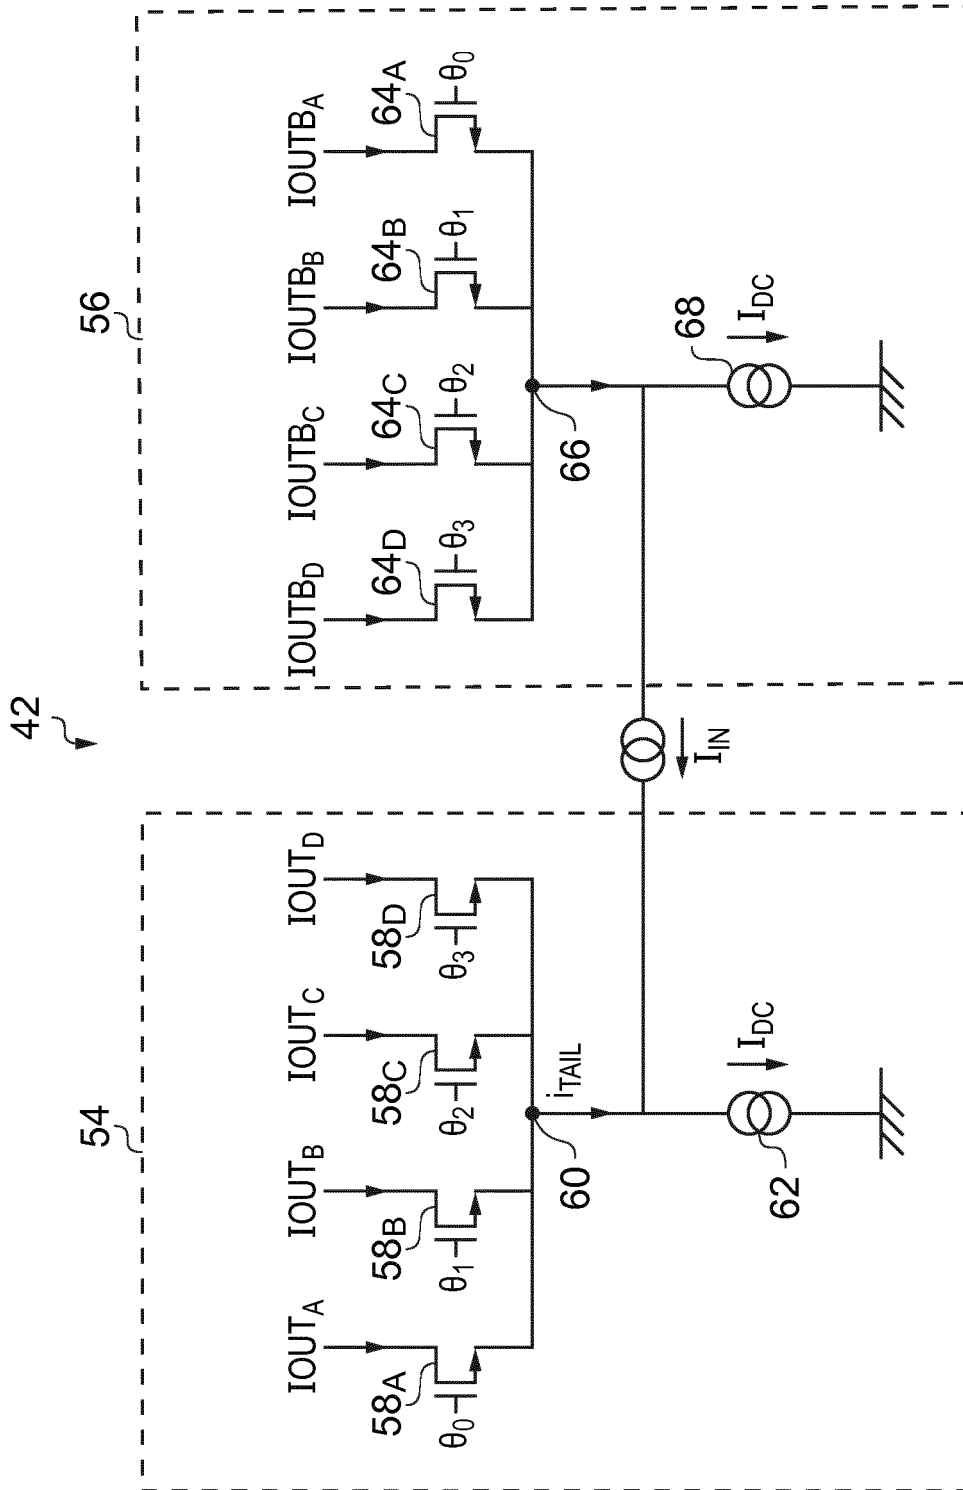 42
54
56
IOUT_A
IOUT_B
IOUT_C
IOUT_D
IOUTB_D
IOUTB_C
IOUTB_B
IOUTB_A
58A
58B
58C
58D
64D
64C
64B
64A
θ0
θ1
θ2
θ3
θ3
θ2
θ1
θ0
60
i_TAIL
66
I_IN
62
I_DC
68
I_DC